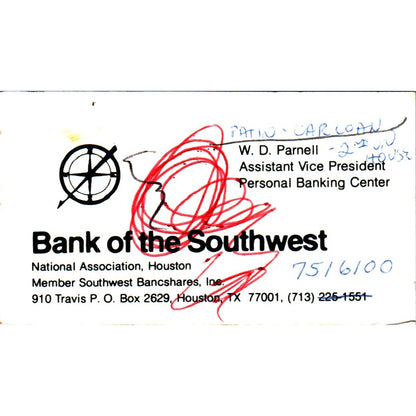 PATIO - CAR LOAN
W. D. Parnell - 2nd
HOUSE
Assistant Vice President
Personal Banking Center
Bank of the Southwest
National Association, Houston
7516100
Member Southwest Bancshares, Inc.
910 Travis P. O. Box 2629, Houston, TX 77001, (713) 225-1551